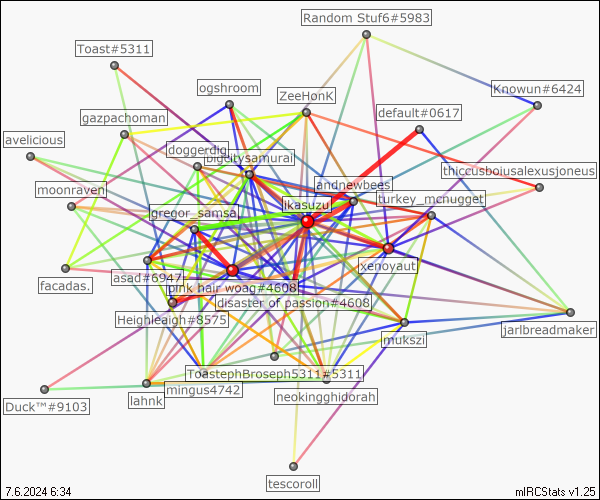 Random Stuf6#5983
Toast#5311
ogshroom
ZeeHonK
Knowun#6424
default#0617
gazpachoman
avelicious
doggerdig
bigcitysamurai
thiccusboiusalexusjoneus
moonraven
andnewbees
turkey_mcnugget
ikasuzu
gregor_samsa
xenoyaut
asad#6947
facadas.
pink hair woag#4608
disaster of passion#4608
Heighleaigh#8575
jarlbreadmaker
mukszi
ToastephBroseph5311#5311
mingus4742
neokingghidorah
lahnk
Duck™#9103
tescoroll
7.6.2024 6:34
mIRCStats v1.25